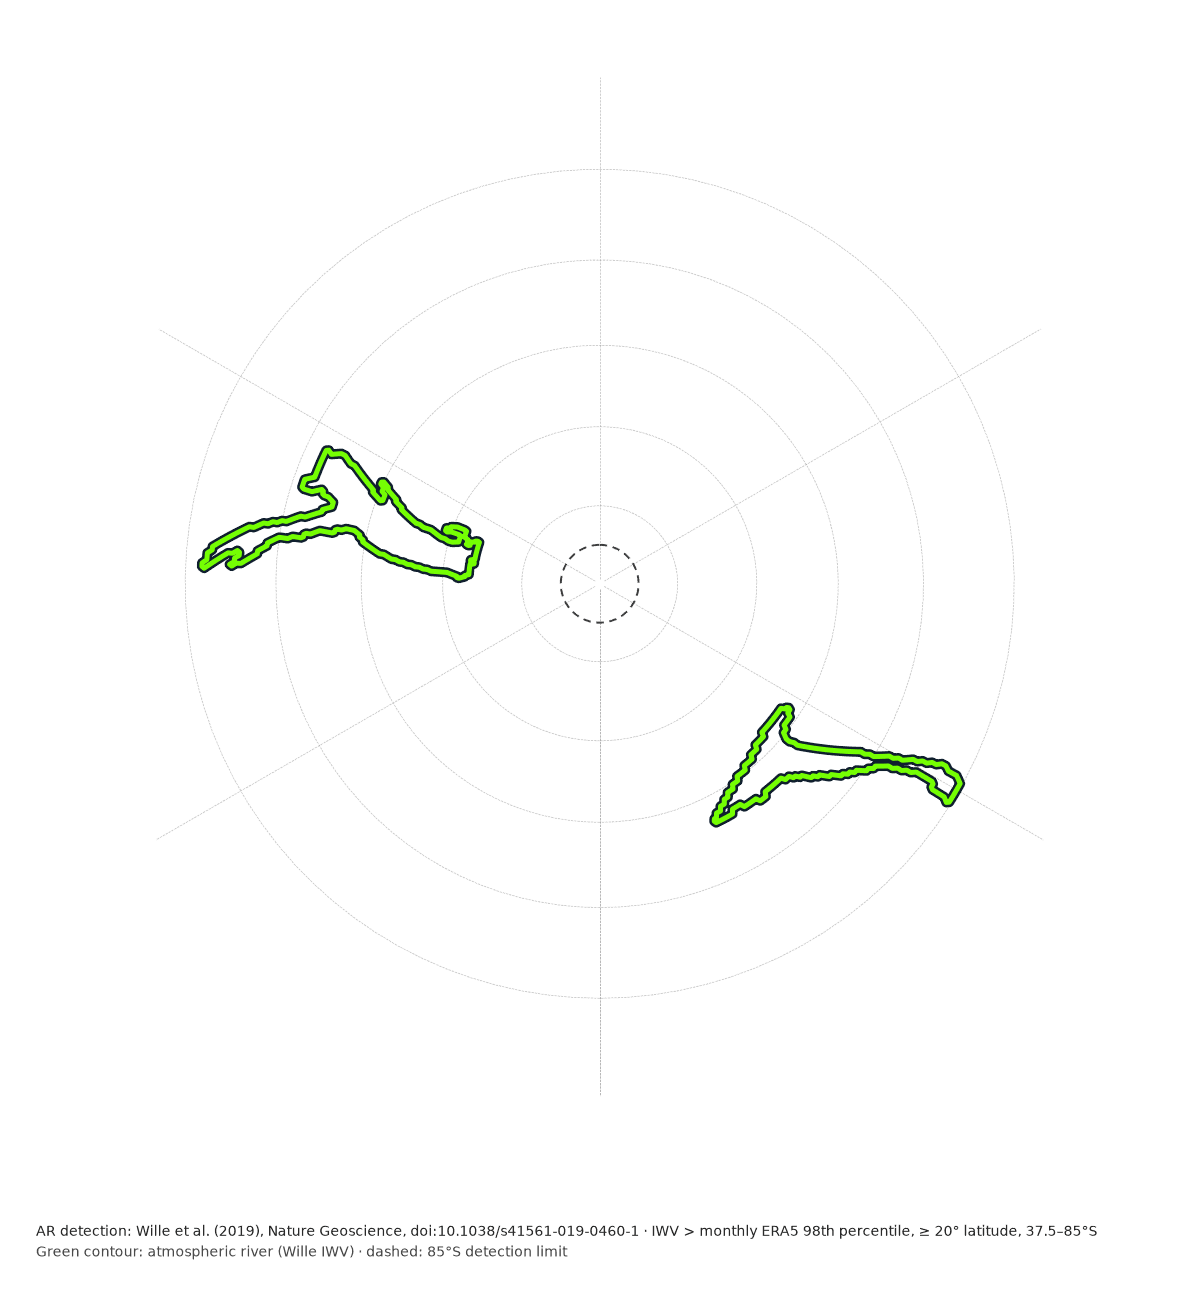 AR detection: Wille et al. (2019), Nature Geoscience, doi:10.1038/s41561-019-0460-1 · IWV > monthly ERA5 98th percentile, ≥ 20° latitude, 37.5–85°S
Green contour: atmospheric river (Wille IWV) · dashed: 85°S detection limit